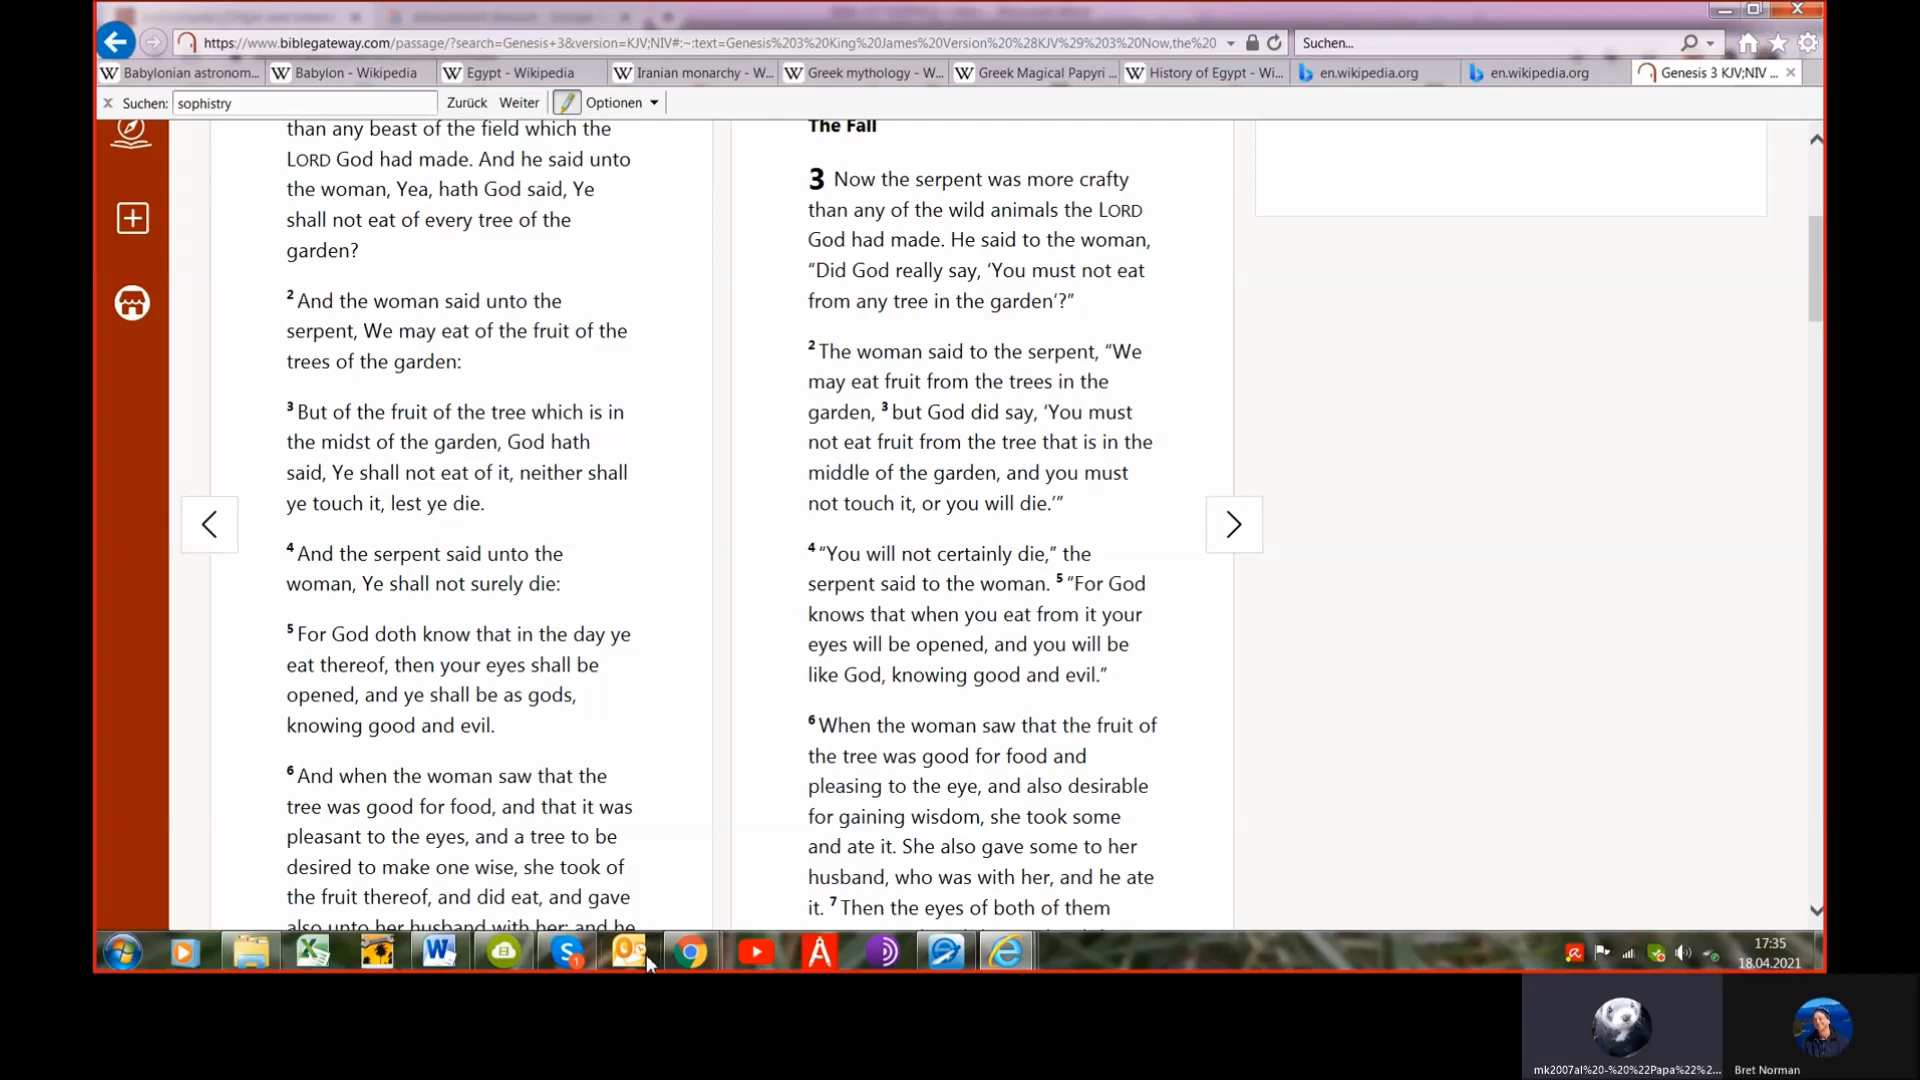 https://www.biblegateway.com/passage/?search=Genesis+3&version=KJV;NIV#:~:text=Genesis%203%20King%20James%20Version%20%28KJV%29%203%20Now,the%20
Suchen...
Babylonian astronom...
Babylon - Wikipedia
Egypt - Wikipedia
Iranian monarchy - W...
Greek mythology - W...
Greek Magical Papyri ...
History of Egypt - Wi...
en.wikipedia.org
en.wikipedia.org
Genesis 3 KJV;NIV ...
Suchen: sophistry
Zurück Weiter
Optionen
than any beast of the field which the
LORD God had made. And he said unto
the woman, Yea, hath God said, Ye
shall not eat of every tree of the
garden?
2 And the woman said unto the
serpent, We may eat of the fruit of the
trees of the garden:
3 But of the fruit of the tree which is in
the midst of the garden, God hath
said, Ye shall not eat of it, neither shall
ye touch it, lest ye die.
4 And the serpent said unto the
woman, Ye shall not surely die:
5 For God doth know that in the day ye
eat thereof, then your eyes shall be
opened, and ye shall be as gods,
knowing good and evil.
6 And when the woman saw that the
tree was good for food, and that it was
pleasant to the eyes, and a tree to be
desired to make one wise, she took of
the fruit thereof, and did eat, and gave
also unto her husband with her; and he
The Fall
3 Now the serpent was more crafty
than any of the wild animals the LORD
God had made. He said to the woman,
“Did God really say, ‘You must not eat
from any tree in the garden’?”
2 The woman said to the serpent, “We
may eat fruit from the trees in the
garden, 3 but God did say, ‘You must
not eat fruit from the tree that is in the
middle of the garden, and you must
not touch it, or you will die.’”
4 “You will not certainly die,” the
serpent said to the woman. 5 “For God
knows that when you eat from it your
eyes will be opened, and you will be
like God, knowing good and evil.”
6 When the woman saw that the fruit of
the tree was good for food and
pleasing to the eye, and also desirable
for gaining wisdom, she took some
and ate it. She also gave some to her
husband, who was with her, and he ate
it. 7 Then the eyes of both of them
17:35
18.04.2021
mk2007al%20-%20%22Papa%22%2...
Bret Norman